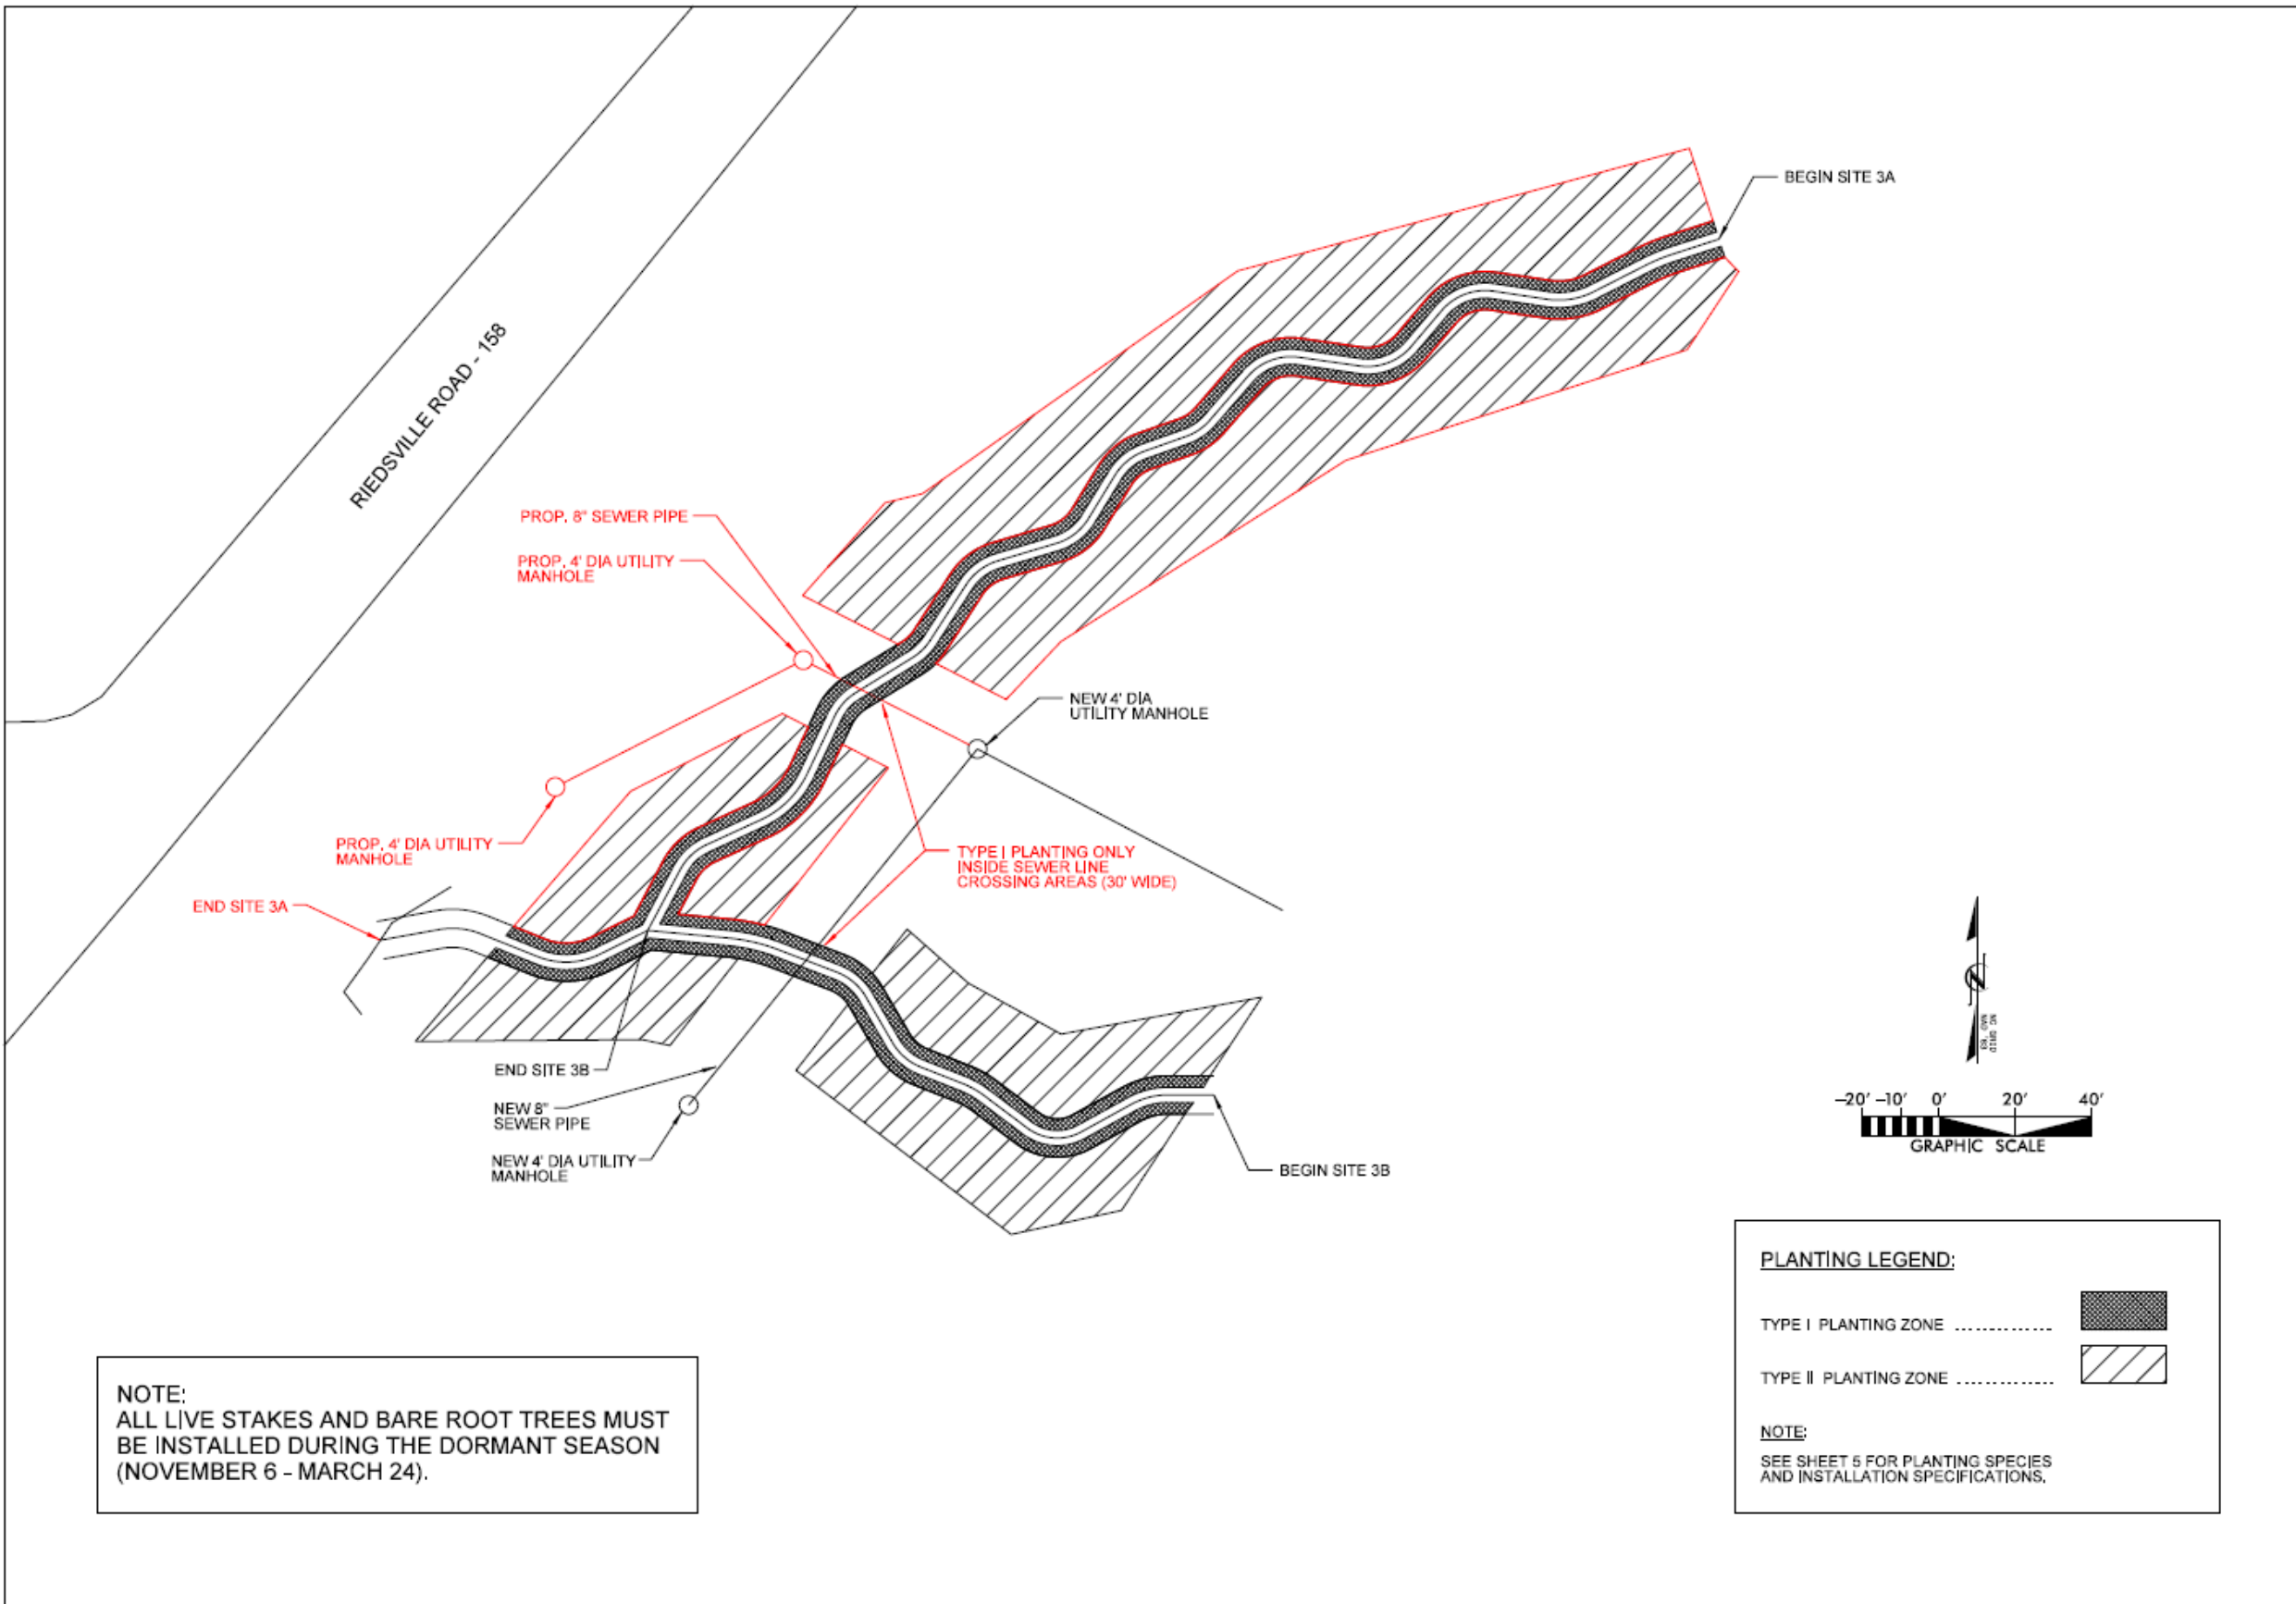 BEGIN SITE 3A
RIEDSVILLE ROAD - 158
PROP. 8" SEWER PIPE
PROP. 4' DIA UTILITY
MANHOLE
NEW 4' DIA
UTILITY MANHOLE
PROP. 4' DIA UTILITY
MANHOLE
TYPE I PLANTING ONLY
INSIDE SEWER LINE
CROSSING AREAS (30' WIDE)
END SITE 3A
END SITE 3B
NEW 8"
SEWER PIPE
NEW 4' DIA UTILITY
MANHOLE
BEGIN SITE 3B
N
NC GRID
NAD '83
-20' -10' 0' 20' 40'
GRAPHIC SCALE
PLANTING LEGEND:
TYPE I PLANTING ZONE ..............
TYPE II PLANTING ZONE ..............
NOTE:
SEE SHEET 5 FOR PLANTING SPECIES
AND INSTALLATION SPECIFICATIONS.
NOTE:
ALL LIVE STAKES AND BARE ROOT TREES MUST
BE INSTALLED DURING THE DORMANT SEASON
(NOVEMBER 6 - MARCH 24).